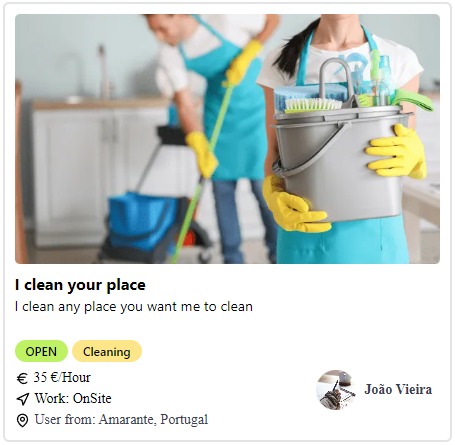 I clean your place
I clean any place you want me to clean
OPEN
Cleaning
35 €/Hour
Work: OnSite
João Vieira
User from: Amarante, Portugal